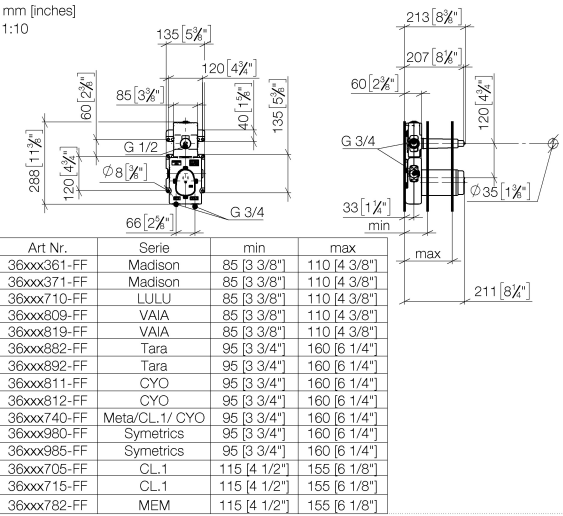 mm [inches]
1:10
213 [8⅜"]
135 [5⅜"]
207 [8⅛"]
120 [4¾"]
85 [3⅜"]
60 [2⅜"]
60 [2⅜"]
40 [1⅝"]
135 [5⅜"]
120 [4¾"]
G 1/2
G 3/4
288 [11⅜"]
120 [4¾"]
Ø8 [⅜"]
Ø35 [1⅜"]
G 3/4
33 [1¼"]
66 [2⅝"]
min
max
211 [8¼"]
Art Nr. Serie min max
36xxx361-FF Madison 85 [3 3/8"] 110 [4 3/8"]
36xxx371-FF Madison 85 [3 3/8"] 110 [4 3/8"]
36xxx710-FF LULU 85 [3 3/8"] 110 [4 3/8"]
36xxx809-FF VAIA 85 [3 3/8"] 110 [4 3/8"]
36xxx819-FF VAIA 85 [3 3/8"] 110 [4 3/8"]
36xxx882-FF Tara 95 [3 3/4"] 160 [6 1/4"]
36xxx892-FF Tara 95 [3 3/4"] 160 [6 1/4"]
36xxx811-FF CYO 95 [3 3/4"] 160 [6 1/4"]
36xxx812-FF CYO 95 [3 3/4"] 160 [6 1/4"]
36xxx740-FF Meta/CL.1/ CYO 95 [3 3/4"] 160 [6 1/4"]
36xxx980-FF Symetrics 95 [3 3/4"] 160 [6 1/4"]
36xxx985-FF Symetrics 95 [3 3/4"] 160 [6 1/4"]
36xxx705-FF CL.1 115 [4 1/2"] 155 [6 1/8"]
36xxx715-FF CL.1 115 [4 1/2"] 155 [6 1/8"]
36xxx782-FF MEM 115 [4 1/2"] 155 [6 1/8"]